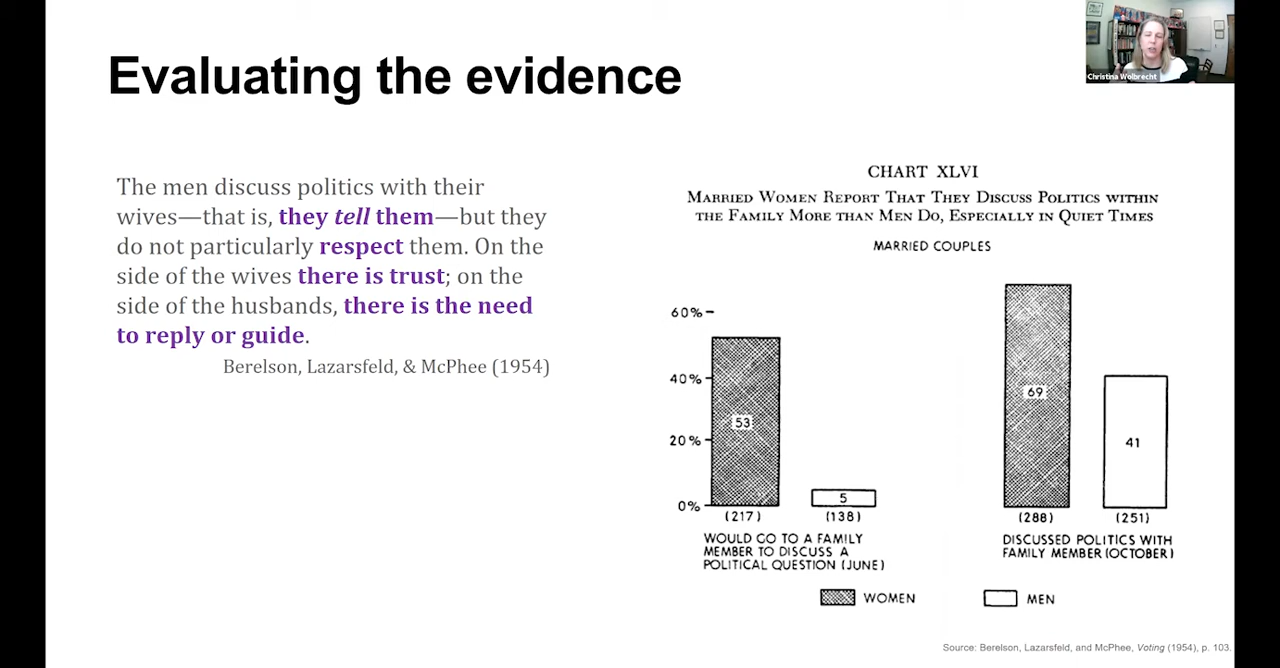 Evaluating the evidence
Christina Wolbrecht
The men discuss politics with their
wives—that is, they tell them—but they
do not particularly respect them. On the
side of the wives there is trust; on the
side of the husbands, there is the need
to reply or guide.
Berelson, Lazarsfeld, & McPhee (1954)
CHART XLVI
MARRIED WOMEN REPORT THAT THEY DISCUSS POLITICS WITHIN
THE FAMILY MORE THAN MEN DO, ESPECIALLY IN QUIET TIMES
MARRIED COUPLES
60%
40%
20%
0%
53
5
69
41
(217)
(138)
(288)
(251)
WOULD GO TO A FAMILY
MEMBER TO DISCUSS A
POLITICAL QUESTION (JUNE)
DISCUSSED POLITICS WITH
FAMILY MEMBER (OCTOBER)
WOMEN
MEN
Source: Berelson, Lazarsfeld, and McPhee, Voting (1954), p. 103.